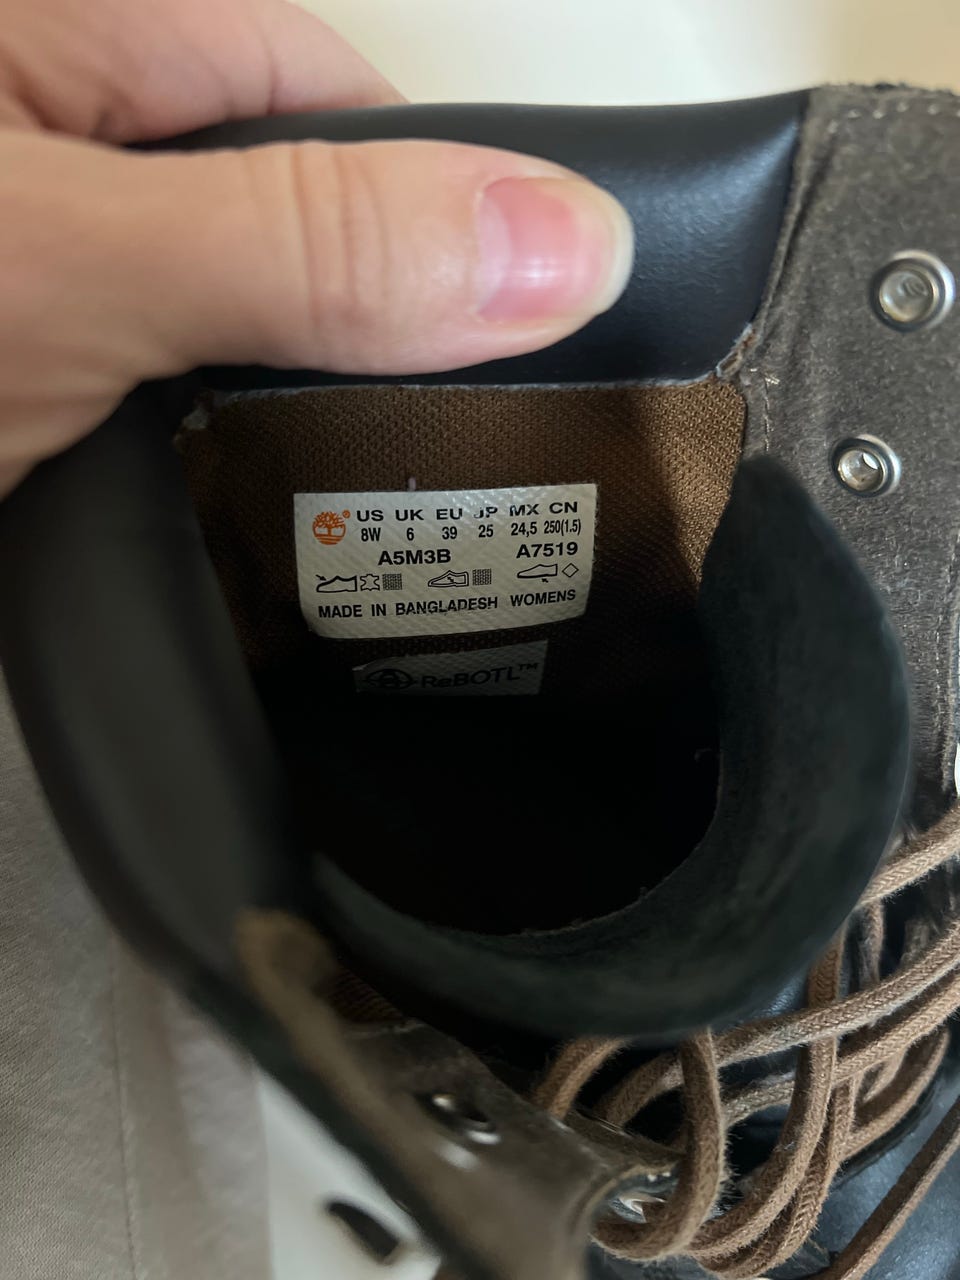 US UK EU JP MX CN
8W 6 39 25 24,5 250(1.5)
A5M3B A7519
MADE IN BANGLADESH WOMENS
ReBOTL™